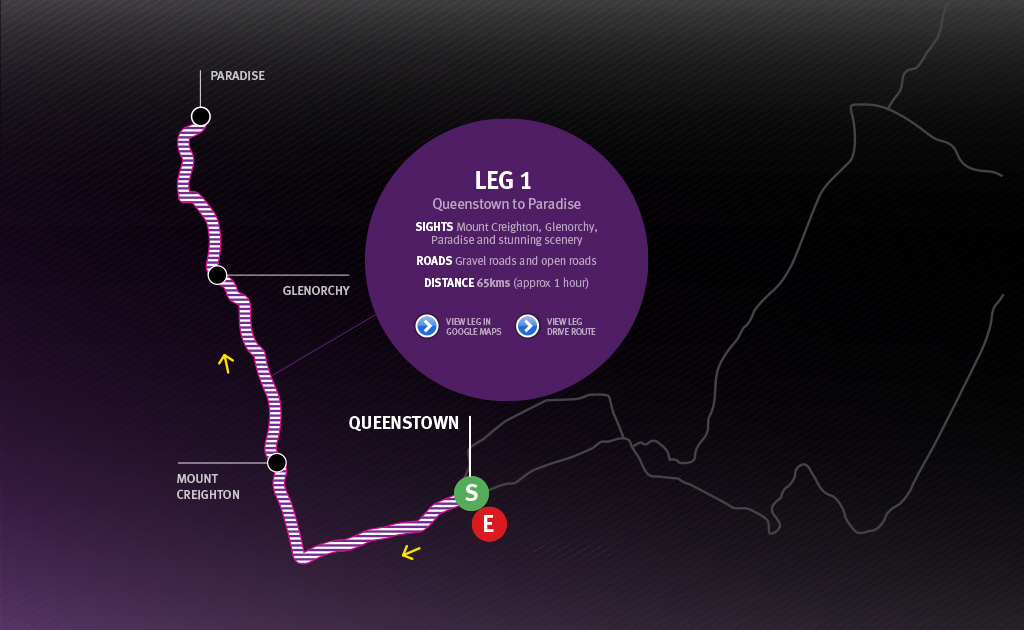 PARADISE
LEG 1
Queenstown to Paradise
SIGHTS Mount Creighton, Glenorchy,
Paradise and stunning scenery
ROADS Gravel roads and open roads
DISTANCE 65kms (approx 1 hour)
VIEW LEG IN
GOOGLE MAPS
VIEW LEG
DRIVE ROUTE
GLENORCHY
QUEENSTOWN
MOUNT
CREIGHTON
S
E